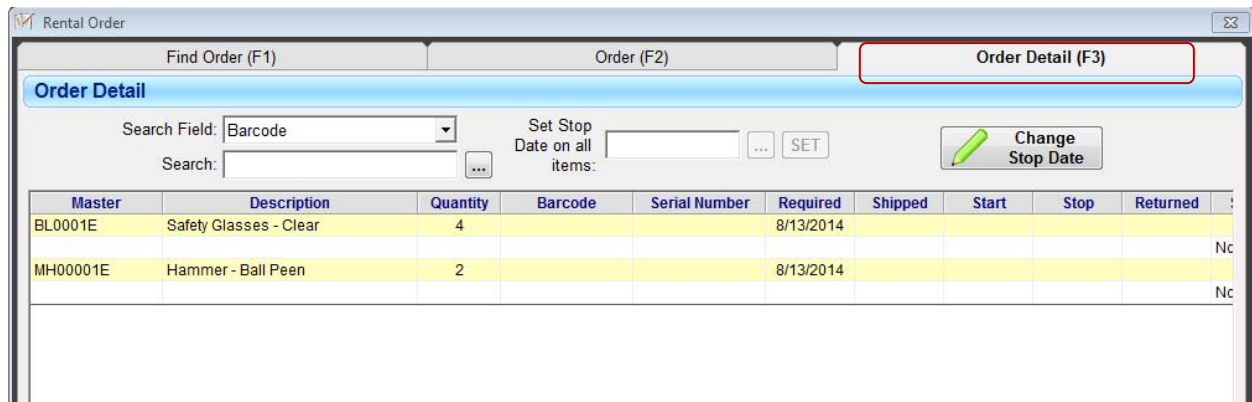 Rental Order
Find Order (F1) Order (F2) Order Detail (F3)
Order Detail
Search Field: Barcode
Search: ...
Set Stop
Date on all
items:
... SET
Change
Stop Date
Master Description Quantity Barcode Serial Number Required Shipped Start Stop Returned
BL0001E Safety Glasses - Clear 4 8/13/2014
MH00001E Hammer - Ball Peen 2 8/13/2014